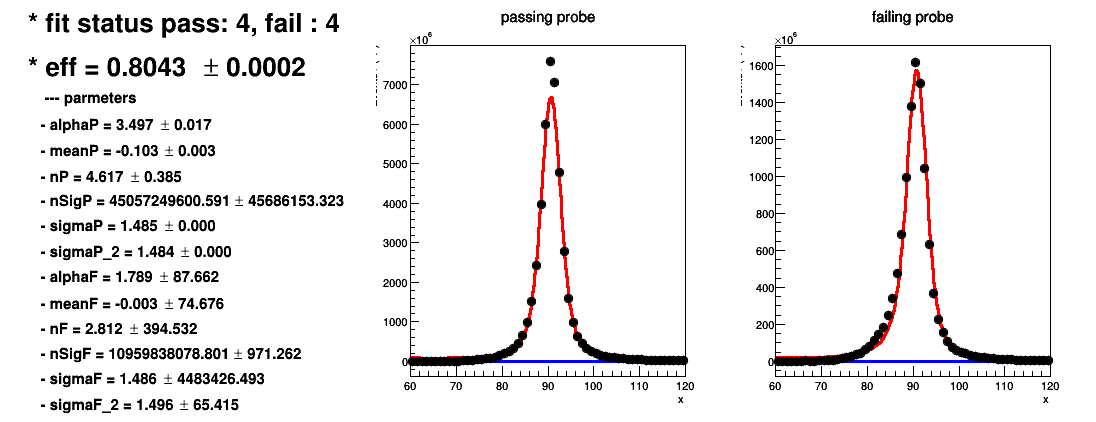 * fit status pass: 4, fail : 4
* eff = 0.8043 ± 0.0002
--- parmeters
- alphaP = 3.497 ± 0.017
- meanP = -0.103 ± 0.003
- nP = 4.617 ± 0.385
- nSigP = 45057249600.591 ± 45686153.323
- sigmaP = 1.485 ± 0.000
- sigmaP_2 = 1.484 ± 0.000
- alphaF = 1.789 ± 87.662
- meanF = -0.003 ± 74.676
- nF = 2.812 ± 394.532
- nSigF = 10959838078.801 ± 971.262
- sigmaF = 1.486 ± 4483426.493
- sigmaF_2 = 1.496 ± 65.415
passing probe
×10⁶
7000
6000
5000
4000
3000
2000
1000
0
60 70 80 90 100 110 120
x
failing probe
×10⁶
1600
1400
1200
1000
800
600
400
200
0
60 70 80 90 100 110 120
x